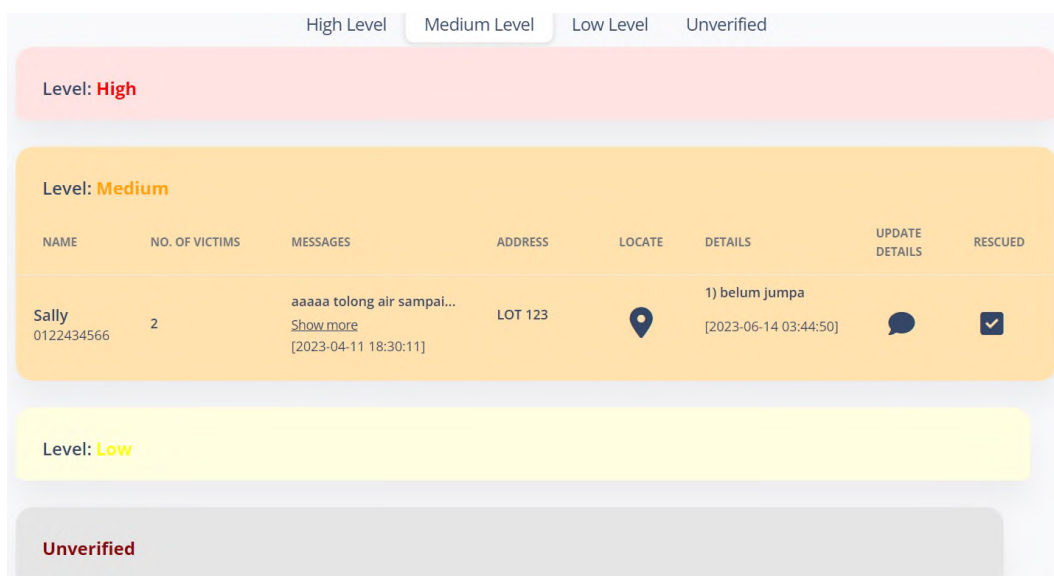 High Level Medium Level Low Level Unverified
Level: High
Level: Medium
NAME NO. OF VICTIMS MESSAGES ADDRESS LOCATE DETAILS UPDATE DETAILS RESCUED
Sally
0122434566
2
aaaaa tolong air sampai...
Show more
[2023-04-11 18:30:11]
LOT 123
1) belum jumpa
[2023-06-14 03:44:50]
Level: Low
Unverified